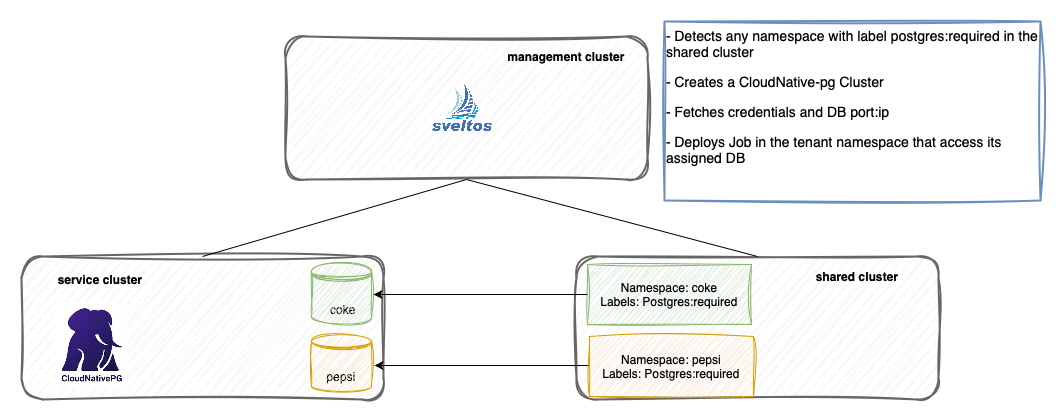 management cluster
sveltos
- Detects any namespace with label postgres:required in the
shared cluster
- Creates a CloudNative-pg Cluster
- Fetches credentials and DB port:ip
- Deploys Job in the tenant namespace that access its
assigned DB
service cluster
CloudNativePG
coke
pepsi
shared cluster
Namespace: coke
Labels: Postgres:required
Namespace: pepsi
Labels: Postgres:required